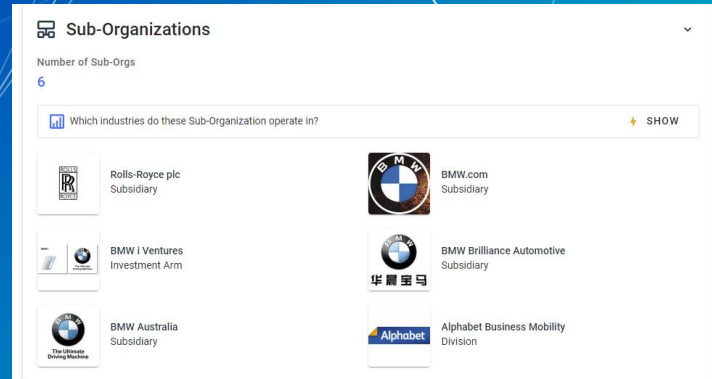 Sub-Organizations
Number of Sub-Orgs
6
Which industries do these Sub-Organization operate in?
SHOW
ROLLS
RR
ROYCE
Rolls-Royce plc
Subsidiary
BMW
BMW.com
Subsidiary
BMW i Ventures
Investment Arm
BMW
华晨宝马
BMW Brilliance Automotive
Subsidiary
BMW
The Ultimate
Driving Machine
BMW Australia
Subsidiary
Alphabet
Alphabet Business Mobility
Division